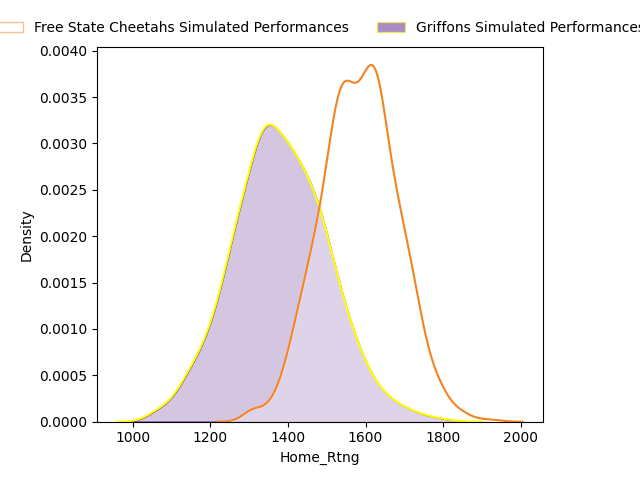 Free State Cheetahs Simulated Performances
Griffons Simulated Performances
0.0040
0.0035
0.0030
0.0025
0.0020
0.0015
0.0010
0.0005
0.0000
Density
1000 1200 1400 1600 1800 2000
Home_Rtng